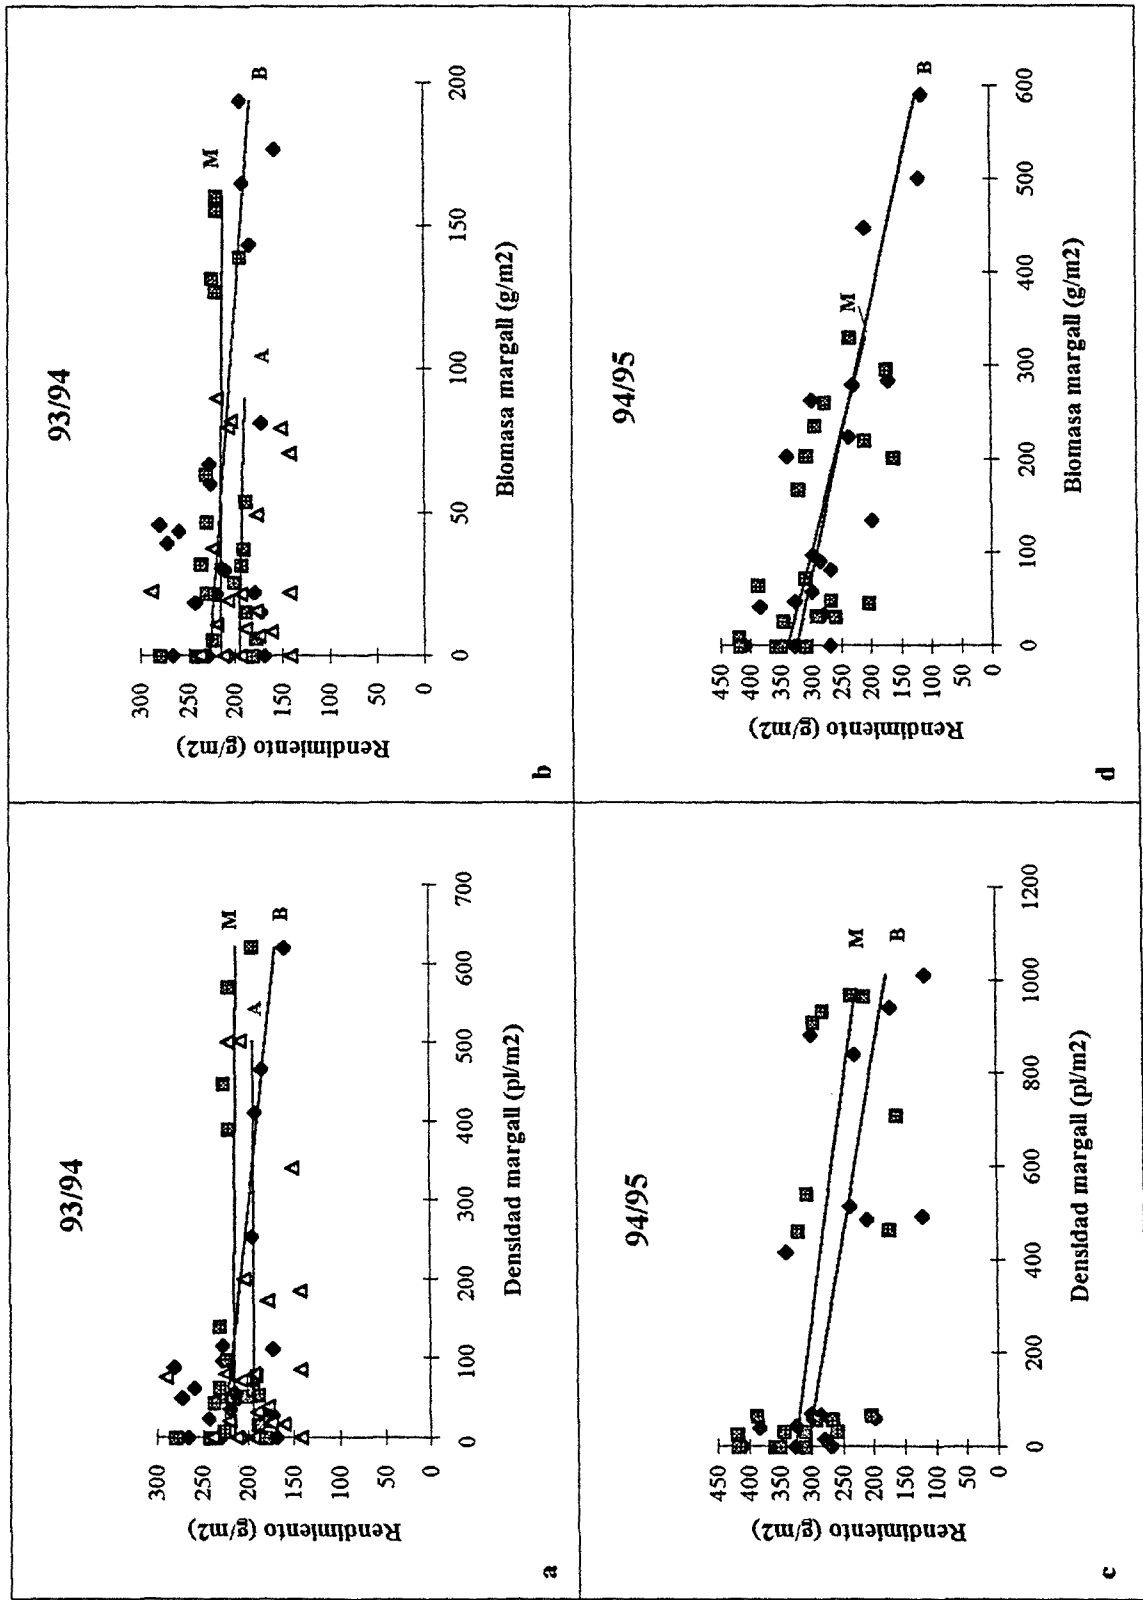 93/94
Rendimiento (g/m2)
300
250
200
150
100
50
0
0
100
200
300
400
500
600
700
Densidad margall (pl/m2)
M
A
B
a
93/94
Rendimiento (g/m2)
300
250
200
150
100
50
0
0
50
100
150
200
Biomasa margall (g/m2)
M
A
B
b
94/95
Rendimiento (g/m2)
450
400
350
300
250
200
150
100
50
0
0
200
400
600
800
1000
1200
Densidad margall (pl/m2)
M
B
c
94/95
Rendimiento (g/m2)
450
400
350
300
250
200
150
100
50
0
0
100
200
300
400
500
600
Biomasa margall (g/m2)
M
B
d